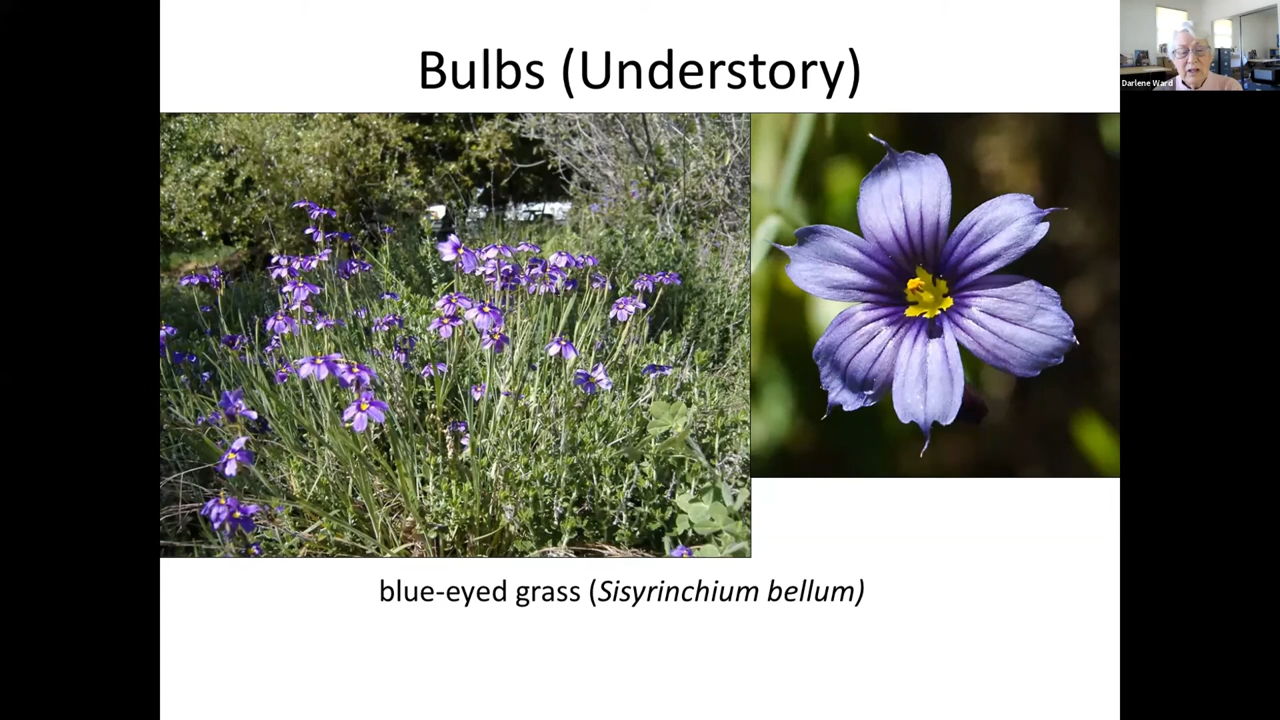 Bulbs (Understory)
Darlene Ward
blue-eyed grass (Sisyrinchium bellum)